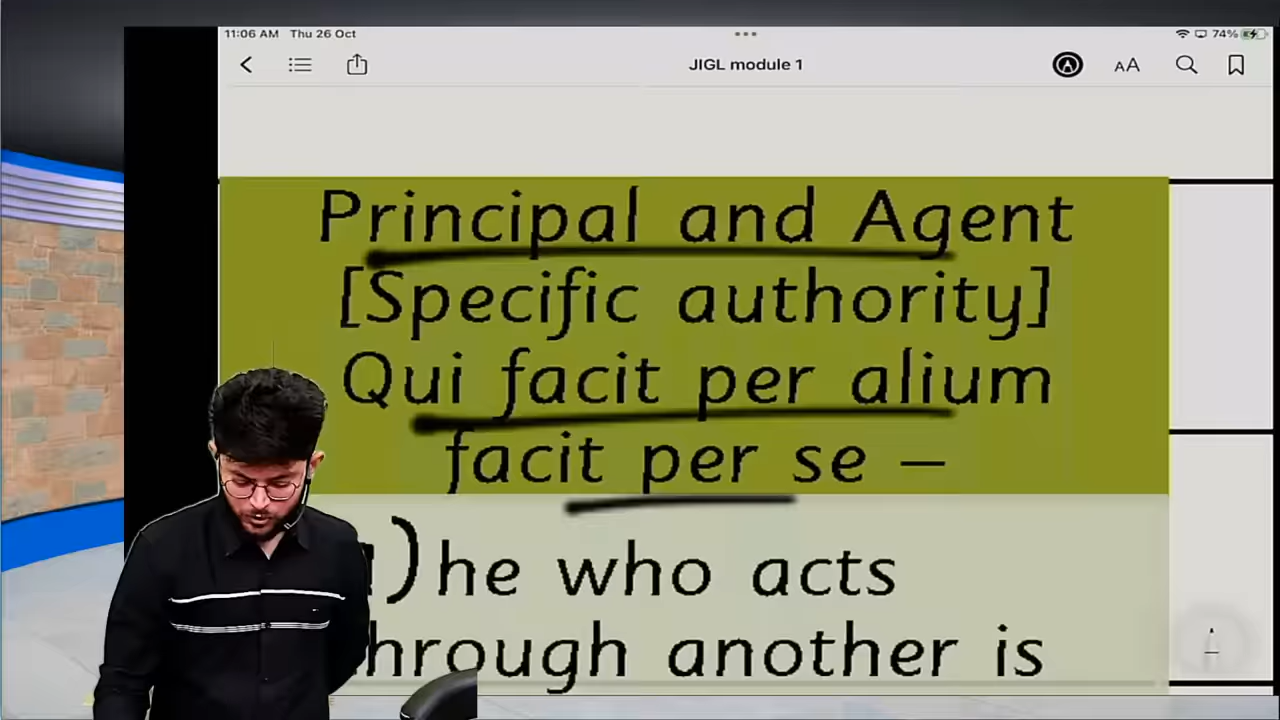 11:06 AM Thu 26 Oct
74%
JIGL module 1
AA
Principal and Agent
[Specific authority]
Qui facit per alium
facit per se –
)he who acts
hrough another is